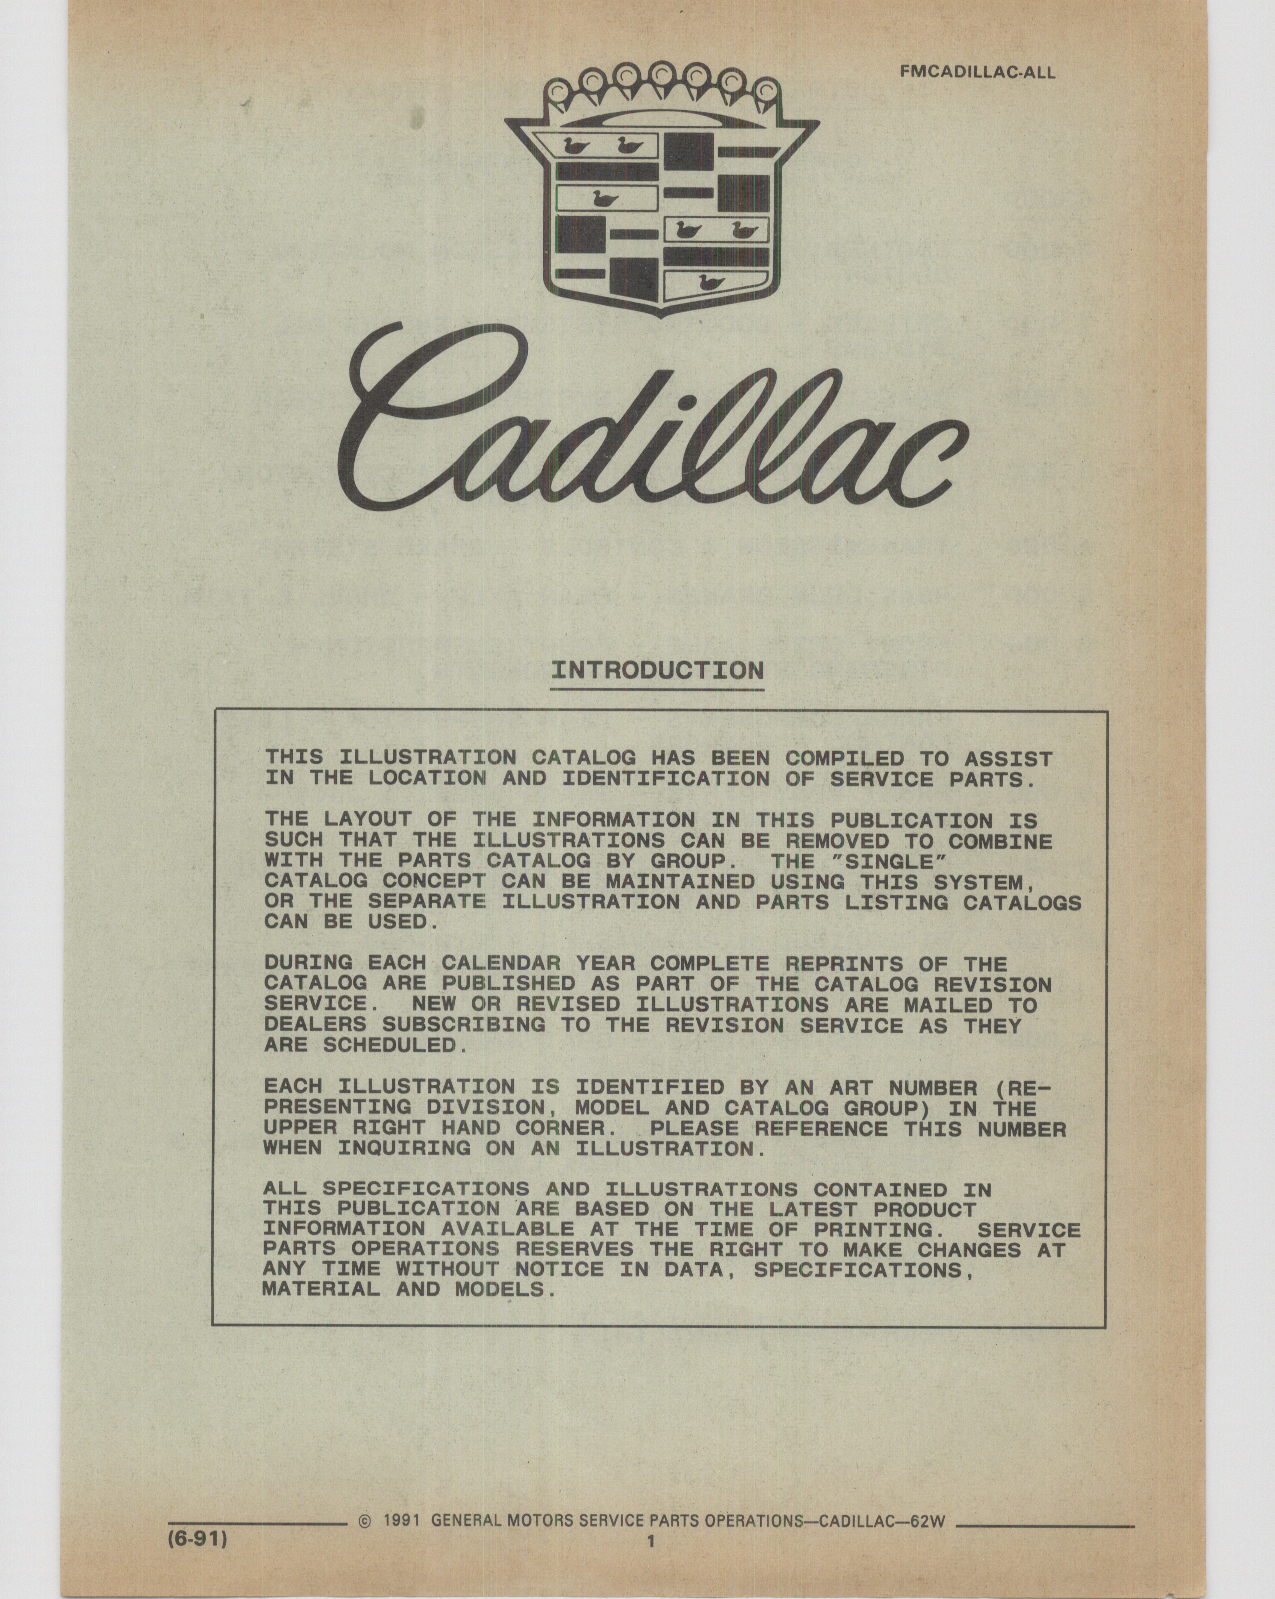 FMCADILLAC-ALL
Cadillac
INTRODUCTION
THIS ILLUSTRATION CATALOG HAS BEEN COMPILED TO ASSIST
IN THE LOCATION AND IDENTIFICATION OF SERVICE PARTS.
THE LAYOUT OF THE INFORMATION IN THIS PUBLICATION IS
SUCH THAT THE ILLUSTRATIONS CAN BE REMOVED TO COMBINE
WITH THE PARTS CATALOG BY GROUP. THE "SINGLE"
CATALOG CONCEPT CAN BE MAINTAINED USING THIS SYSTEM,
OR THE SEPARATE ILLUSTRATION AND PARTS LISTING CATALOGS
CAN BE USED.
DURING EACH CALENDAR YEAR COMPLETE REPRINTS OF THE
CATALOG ARE PUBLISHED AS PART OF THE CATALOG REVISION
SERVICE. NEW OR REVISED ILLUSTRATIONS ARE MAILED TO
DEALERS SUBSCRIBING TO THE REVISION SERVICE AS THEY
ARE SCHEDULED.
EACH ILLUSTRATION IS IDENTIFIED BY AN ART NUMBER (RE-
PRESENTING DIVISION, MODEL AND CATALOG GROUP) IN THE
UPPER RIGHT HAND CORNER. PLEASE REFERENCE THIS NUMBER
WHEN INQUIRING ON AN ILLUSTRATION.
ALL SPECIFICATIONS AND ILLUSTRATIONS CONTAINED IN
THIS PUBLICATION ARE BASED ON THE LATEST PRODUCT
INFORMATION AVAILABLE AT THE TIME OF PRINTING. SERVICE
PARTS OPERATIONS RESERVES THE RIGHT TO MAKE CHANGES AT
ANY TIME WITHOUT NOTICE IN DATA, SPECIFICATIONS,
MATERIAL AND MODELS.
© 1991 GENERAL MOTORS SERVICE PARTS OPERATIONS—CADILLAC—62W
(6-91)
1